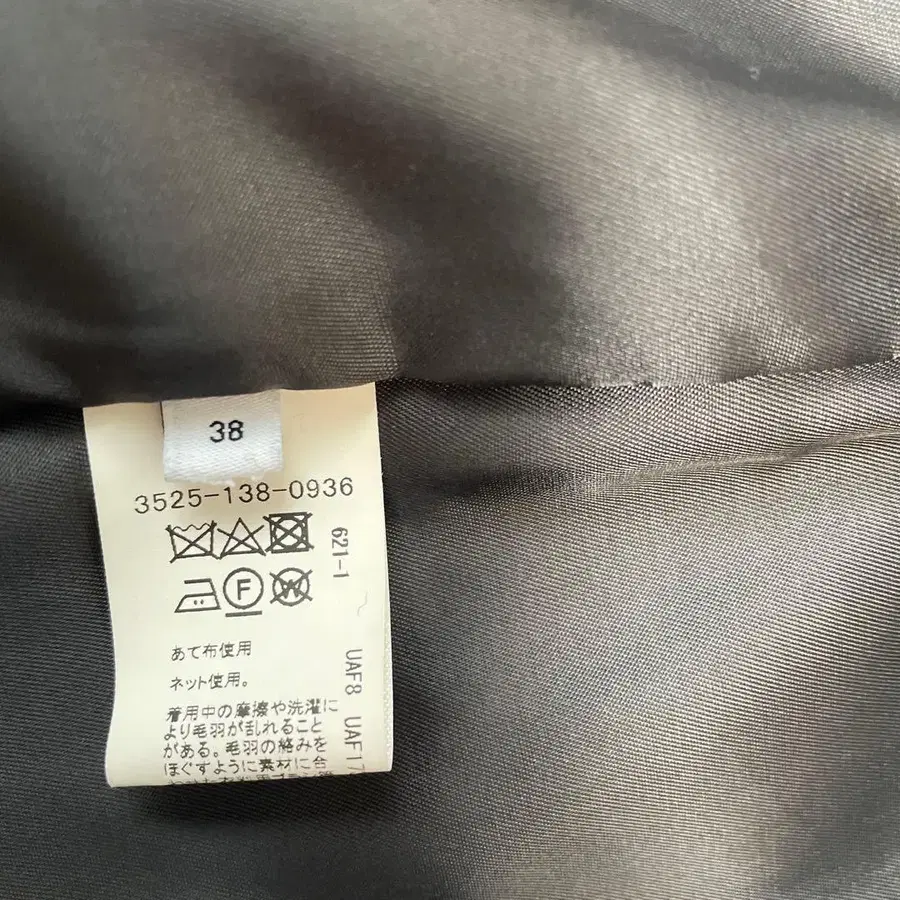 38
3525-138-0936
621-1
F
W
あて布使用
ネット使用。
UAF8 UAF17
着用中の摩擦や洗濯に
より毛羽が乱れること
がある。毛羽の絡みを
ほぐすように素材に合